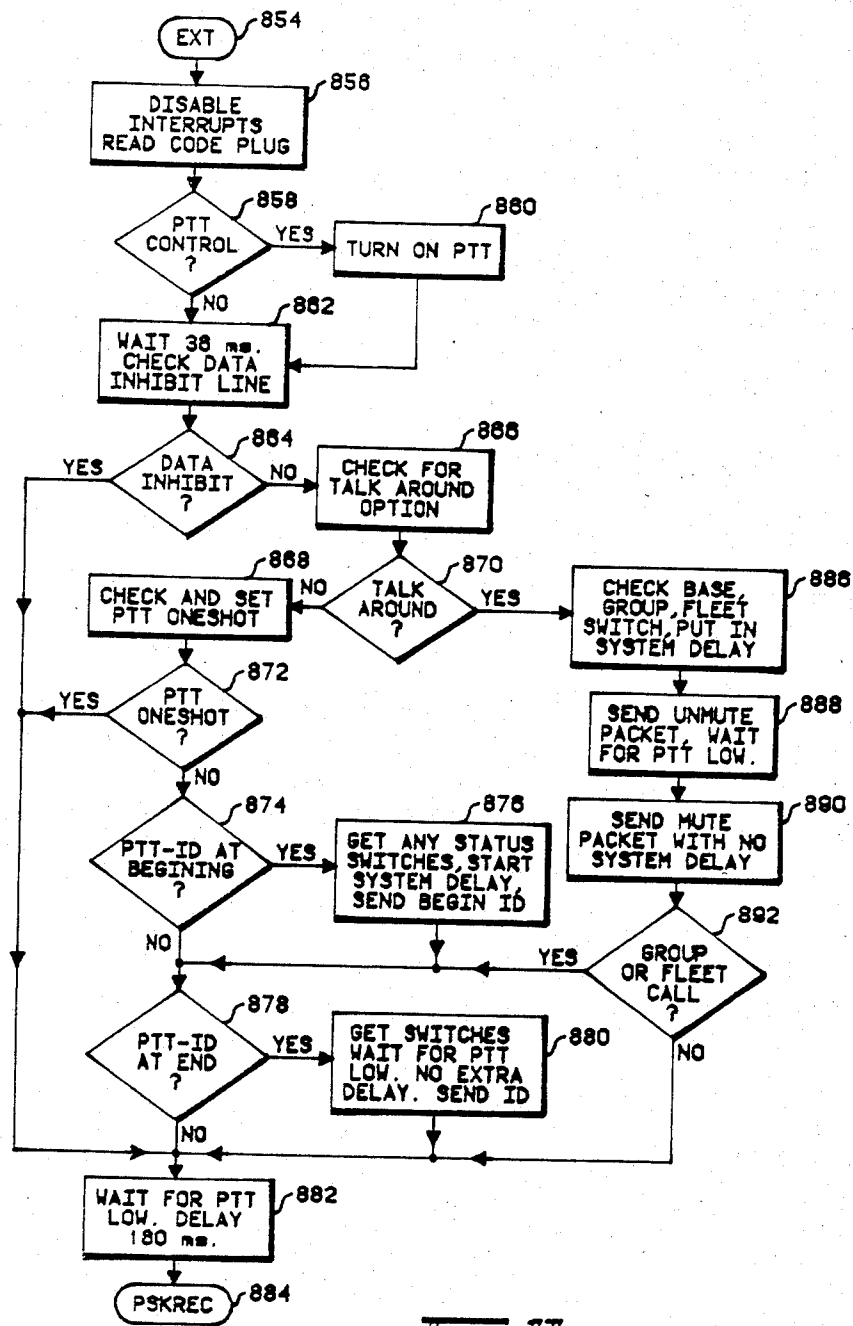 EXT
854
856
DISABLE
INTERRUPTS
READ CODE PLUG
858
PTT
CONTROL
?
YES
860
TURN ON PTT
NO
862
WAIT 38 ms.
CHECK DATA
INHIBIT LINE
864
DATA
INHIBIT
?
YES
NO
866
CHECK FOR
TALK AROUND
OPTION
868
CHECK AND SET
PTT ONESHOT
NO
870
TALK
AROUND
?
YES
886
CHECK BASE,
GROUP, FLEET
SWITCH, PUT IN
SYSTEM DELAY
872
PTT
ONESHOT
?
YES
NO
888
SEND UNMUTE
PACKET, WAIT
FOR PTT LOW.
874
PTT-ID AT
BEGINING
?
YES
NO
876
GET ANY STATUS
SWITCHES, START
SYSTEM DELAY,
SEND BEGIN ID
890
SEND MUTE
PACKET WITH NO
SYSTEM DELAY
892
GROUP
OR FLEET
CALL
?
YES
NO
878
PTT-ID
AT END
?
YES
NO
880
GET SWITCHES
WAIT FOR PTT
LOW. NO EXTRA
DELAY. SEND ID
882
WAIT FOR PTT
LOW. DELAY
180 ms.
PSKREC
884